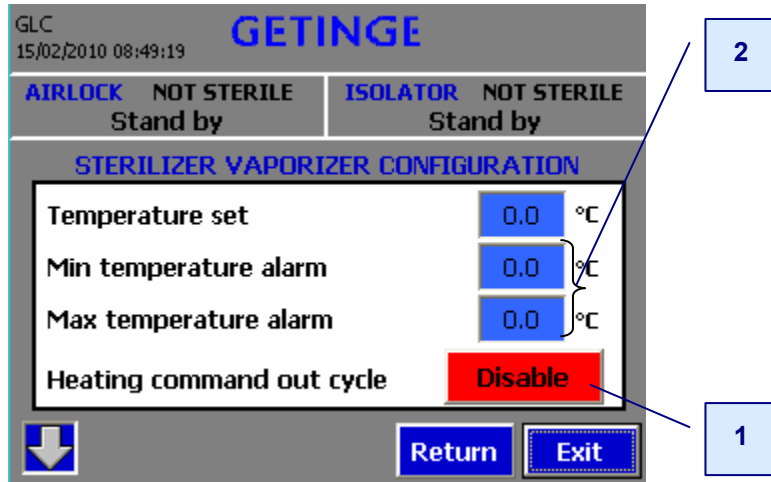 GLC
15/02/2010 08:49:19
GETINGE
AIRLOCK NOT STERILE
Stand by
ISOLATOR NOT STERILE
Stand by
STERILIZER VAPORIZER CONFIGURATION
Temperature set 0.0 °C
Min temperature alarm 0.0 °C
Max temperature alarm 0.0 °C
Heating command out cycle Disable
Return Exit
2
1